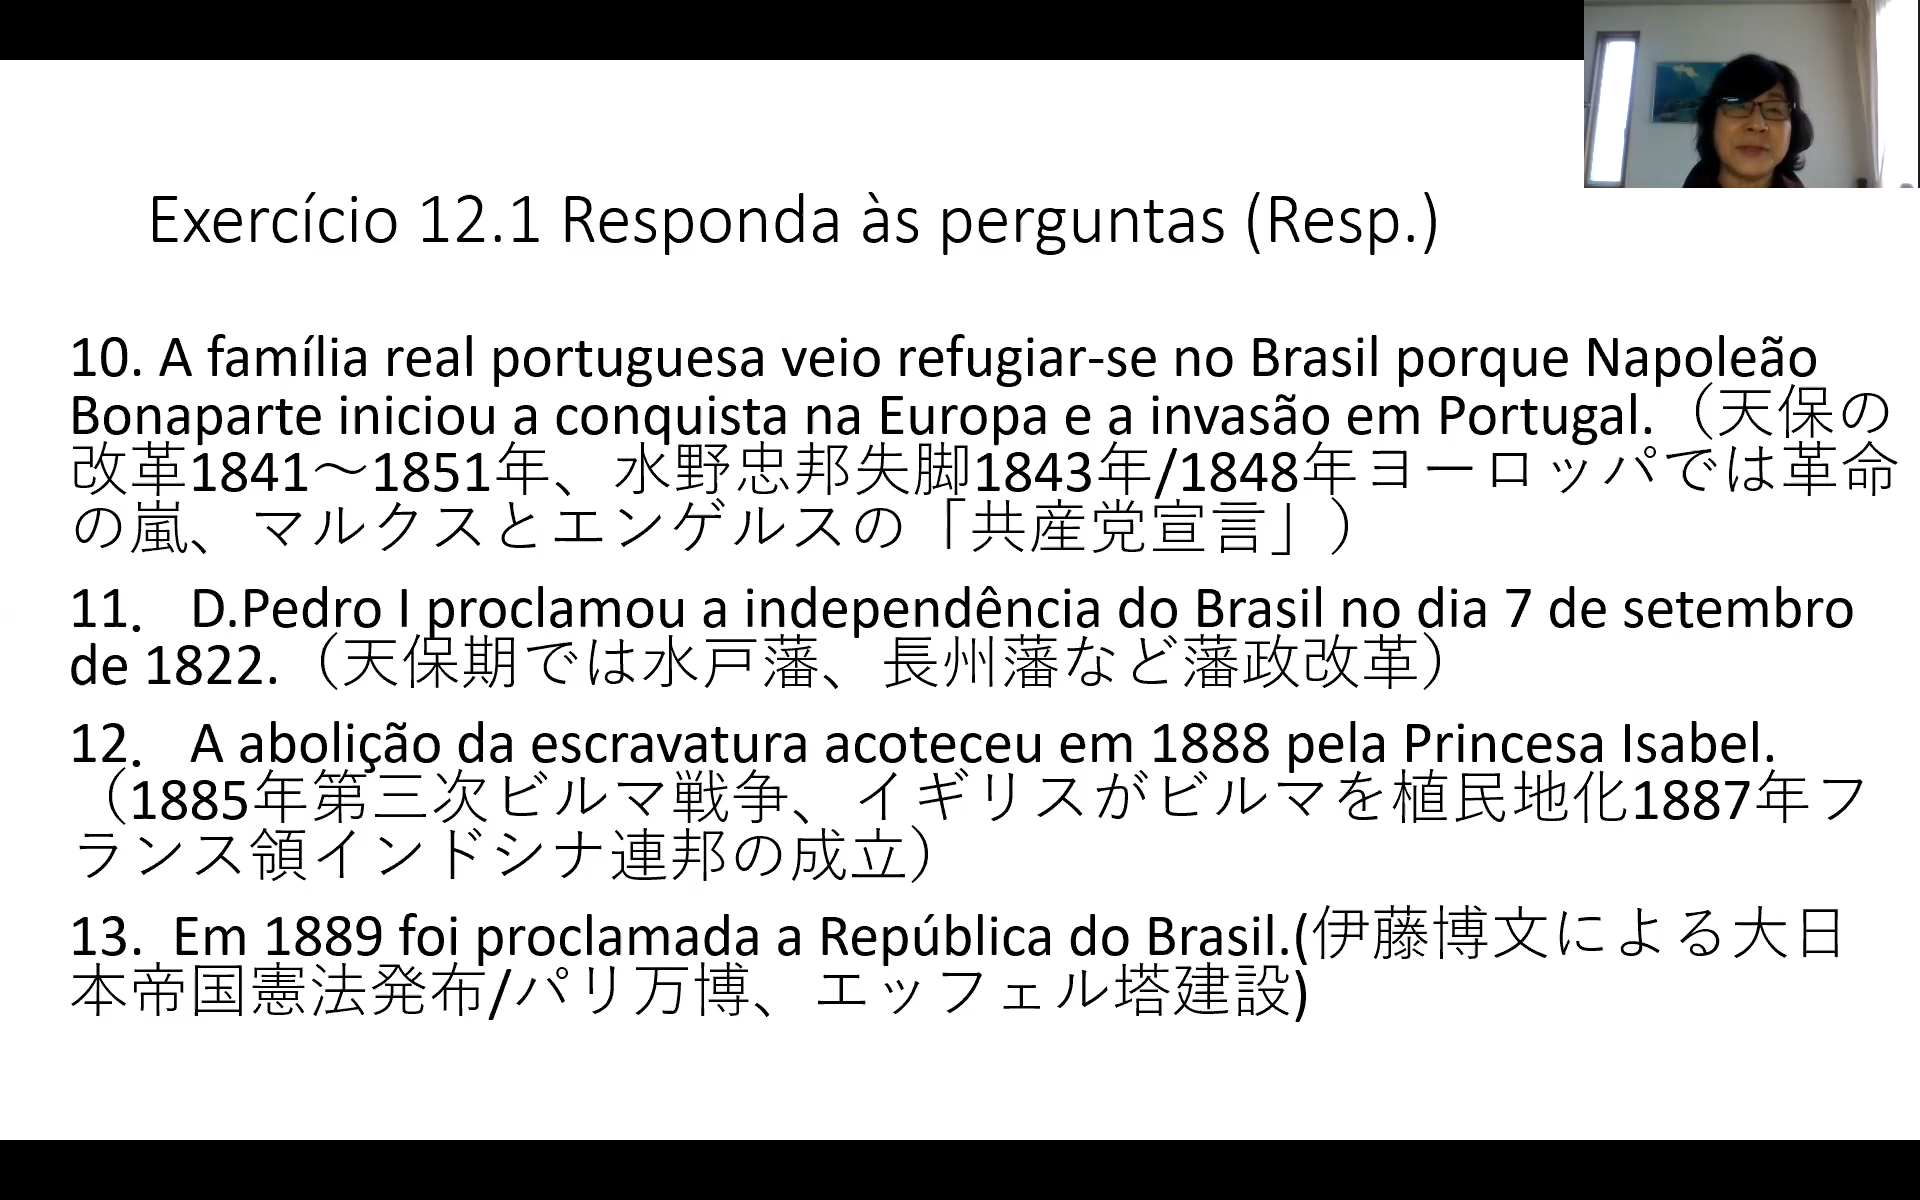 Exercício 12.1 Responda às perguntas (Resp.)
10. A família real portuguesa veio refugiar-se no Brasil porque Napoleão
Bonaparte iniciou a conquista na Europa e a invasão em Portugal.（天保の
改革1841～1851年、水野忠邦失脚1843年/1848年ヨーロッパでは革命
の嵐、マルクスとエンゲルスの「共産党宣言」）
11.　D.Pedro I proclamou a independência do Brasil no dia 7 de setembro
de 1822.（天保期では水戸藩、長州藩など藩政改革）
12.　A abolição da escravatura acoteceu em 1888 pela Princesa Isabel.
（1885年第三次ビルマ戦争、イギリスがビルマを植民地化1887年フ
ランス領インドシナ連邦の成立）
13. Em 1889 foi proclamada a República do Brasil.(伊藤博文による大日
本帝国憲法発布/パリ万博、エッフェル塔建設)